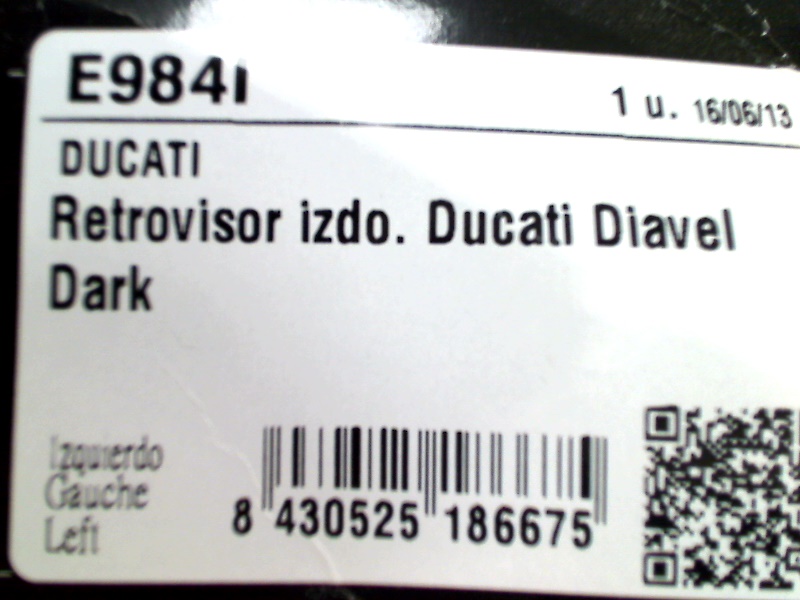 E984I
1 u. 16/06/13
DUCATI
Retrovisor izdo. Ducati Diavel
Dark
Izquierdo
Gauche
Left
8 430525 186675